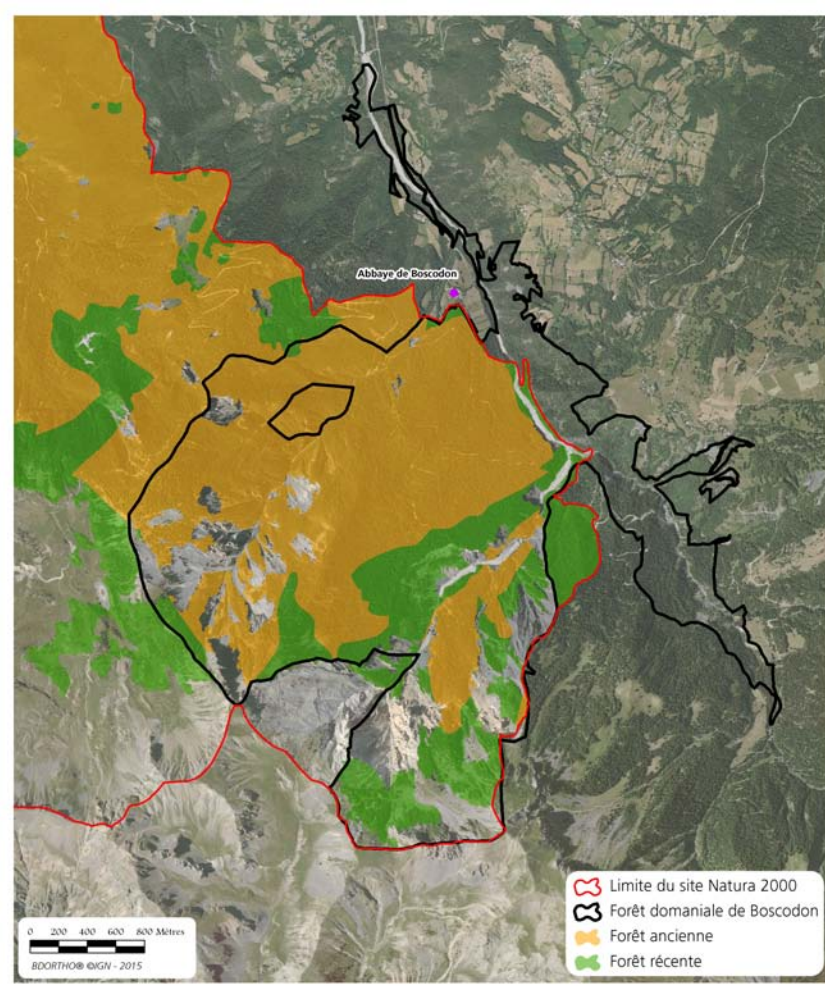 Abbaye de Boscodon
Limite du site Natura 2000
Forêt domaniale de Boscodon
Forêt ancienne
Forêt récente
0 200 400 600 800 Mètres
BDORTHO® ©IGN - 2015